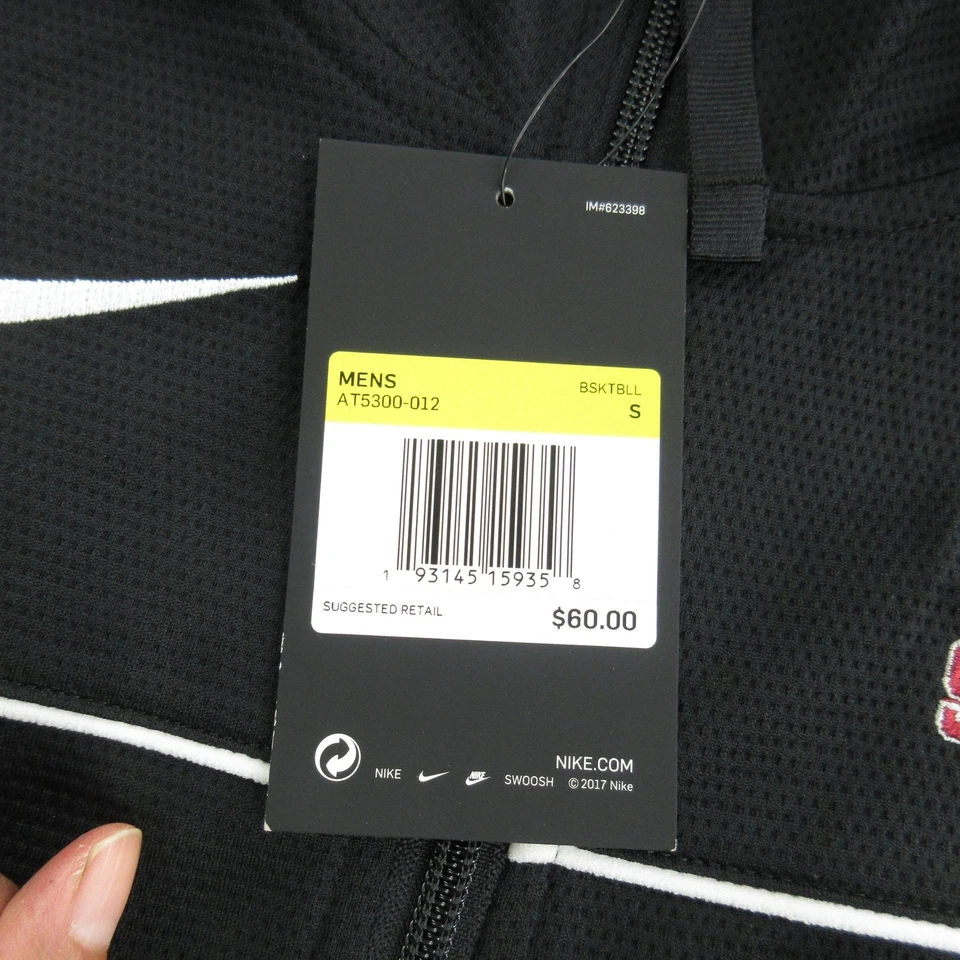 IM#623398
MENS BSKTBLL
AT5300-012 S
1 93145 15935 8
SUGGESTED RETAIL $60.00
NIKE.COM
NIKE NIKE SWOOSH © 2017 Nike